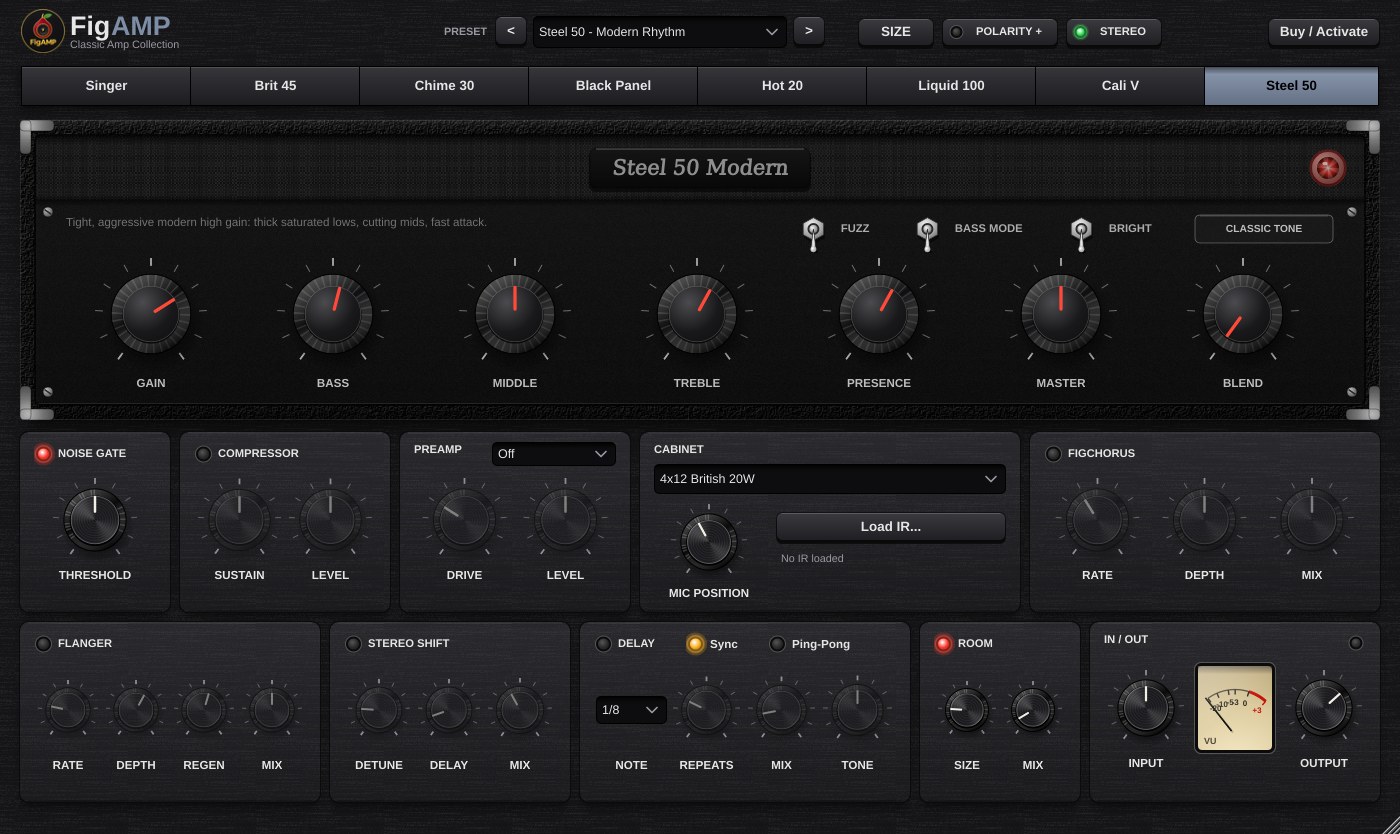 FigAMP
Classic Amp Collection
FigAMP
PRESET
<
Steel 50 - Modern Rhythm
>
SIZE
POLARITY +
STEREO
Buy / Activate
Singer
Brit 45
Chime 30
Black Panel
Hot 20
Liquid 100
Cali V
Steel 50
Steel 50 Modern
Tight, aggressive modern high gain: thick saturated lows, cutting mids, fast attack.
FUZZ
BASS MODE
BRIGHT
CLASSIC TONE
GAIN
BASS
MIDDLE
TREBLE
PRESENCE
MASTER
BLEND
NOISE GATE
THRESHOLD
COMPRESSOR
SUSTAIN
LEVEL
PREAMP
Off
DRIVE
LEVEL
CABINET
4x12 British 20W
Load IR...
No IR loaded
MIC POSITION
FIGCHORUS
RATE
DEPTH
MIX
FLANGER
RATE
DEPTH
REGEN
MIX
STEREO SHIFT
DETUNE
DELAY
MIX
DELAY
Sync
Ping-Pong
1/8
NOTE
REPEATS
MIX
TONE
ROOM
SIZE
MIX
IN / OUT
-20
-10
-5
3
0
+3
VU
INPUT
OUTPUT